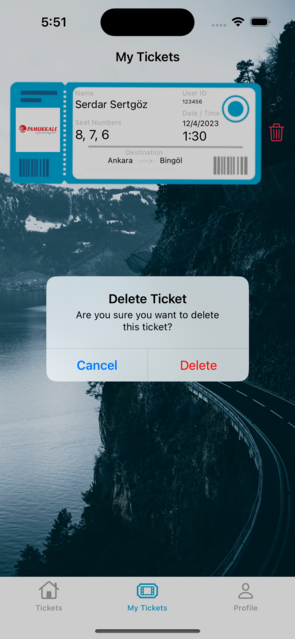 5:51
My Tickets
Name
Serdar Sertgöz
User ID
123456
Seat Numbers
8, 7, 6
Date / Time
12/4/2023
1:30
Destination
Ankara
Bingöl
PAMUKKALE
Delete Ticket
Are you sure you want to delete
this ticket?
Cancel
Delete
Tickets
My Tickets
Profile